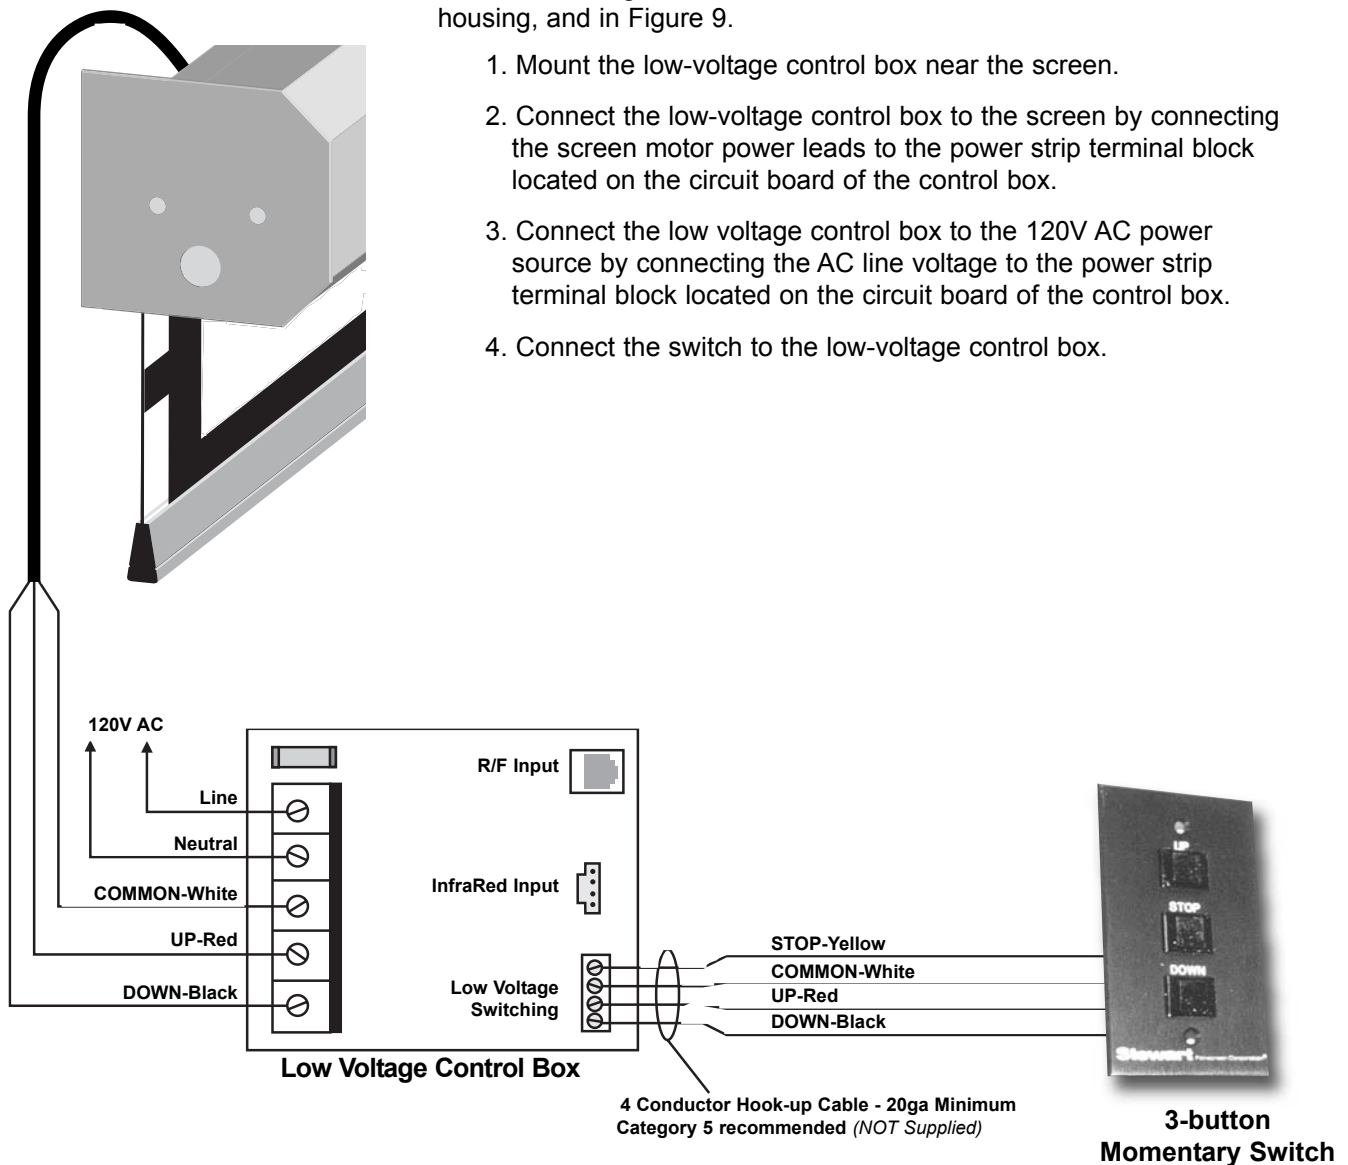 housing, and in Figure 9.
1. Mount the low-voltage control box near the screen.
2. Connect the low-voltage control box to the screen by connecting
the screen motor power leads to the power strip terminal block
located on the circuit board of the control box.
3. Connect the low voltage control box to the 120V AC power
source by connecting the AC line voltage to the power strip
terminal block located on the circuit board of the control box.
4. Connect the switch to the low-voltage control box.
120V AC
Line
Neutral
COMMON-White
UP-Red
DOWN-Black
R/F Input
InfraRed Input
Low Voltage
Switching
Low Voltage Control Box
STOP-Yellow
COMMON-White
UP-Red
DOWN-Black
4 Conductor Hook-up Cable - 20ga Minimum
Category 5 recommended (NOT Supplied)
UP
STOP
DOWN
Stewart
3-button
Momentary Switch